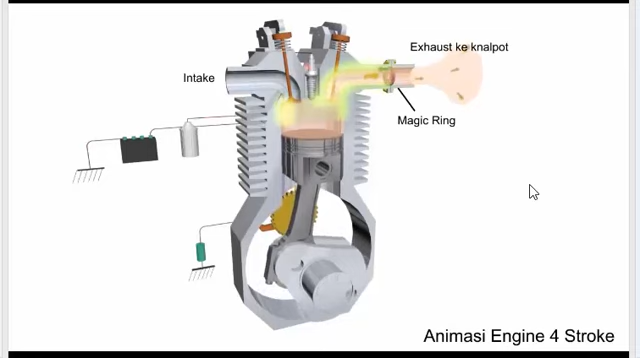 Exhaust ke knalpot
Intake
Magic Ring
Animasi Engine 4 Stroke